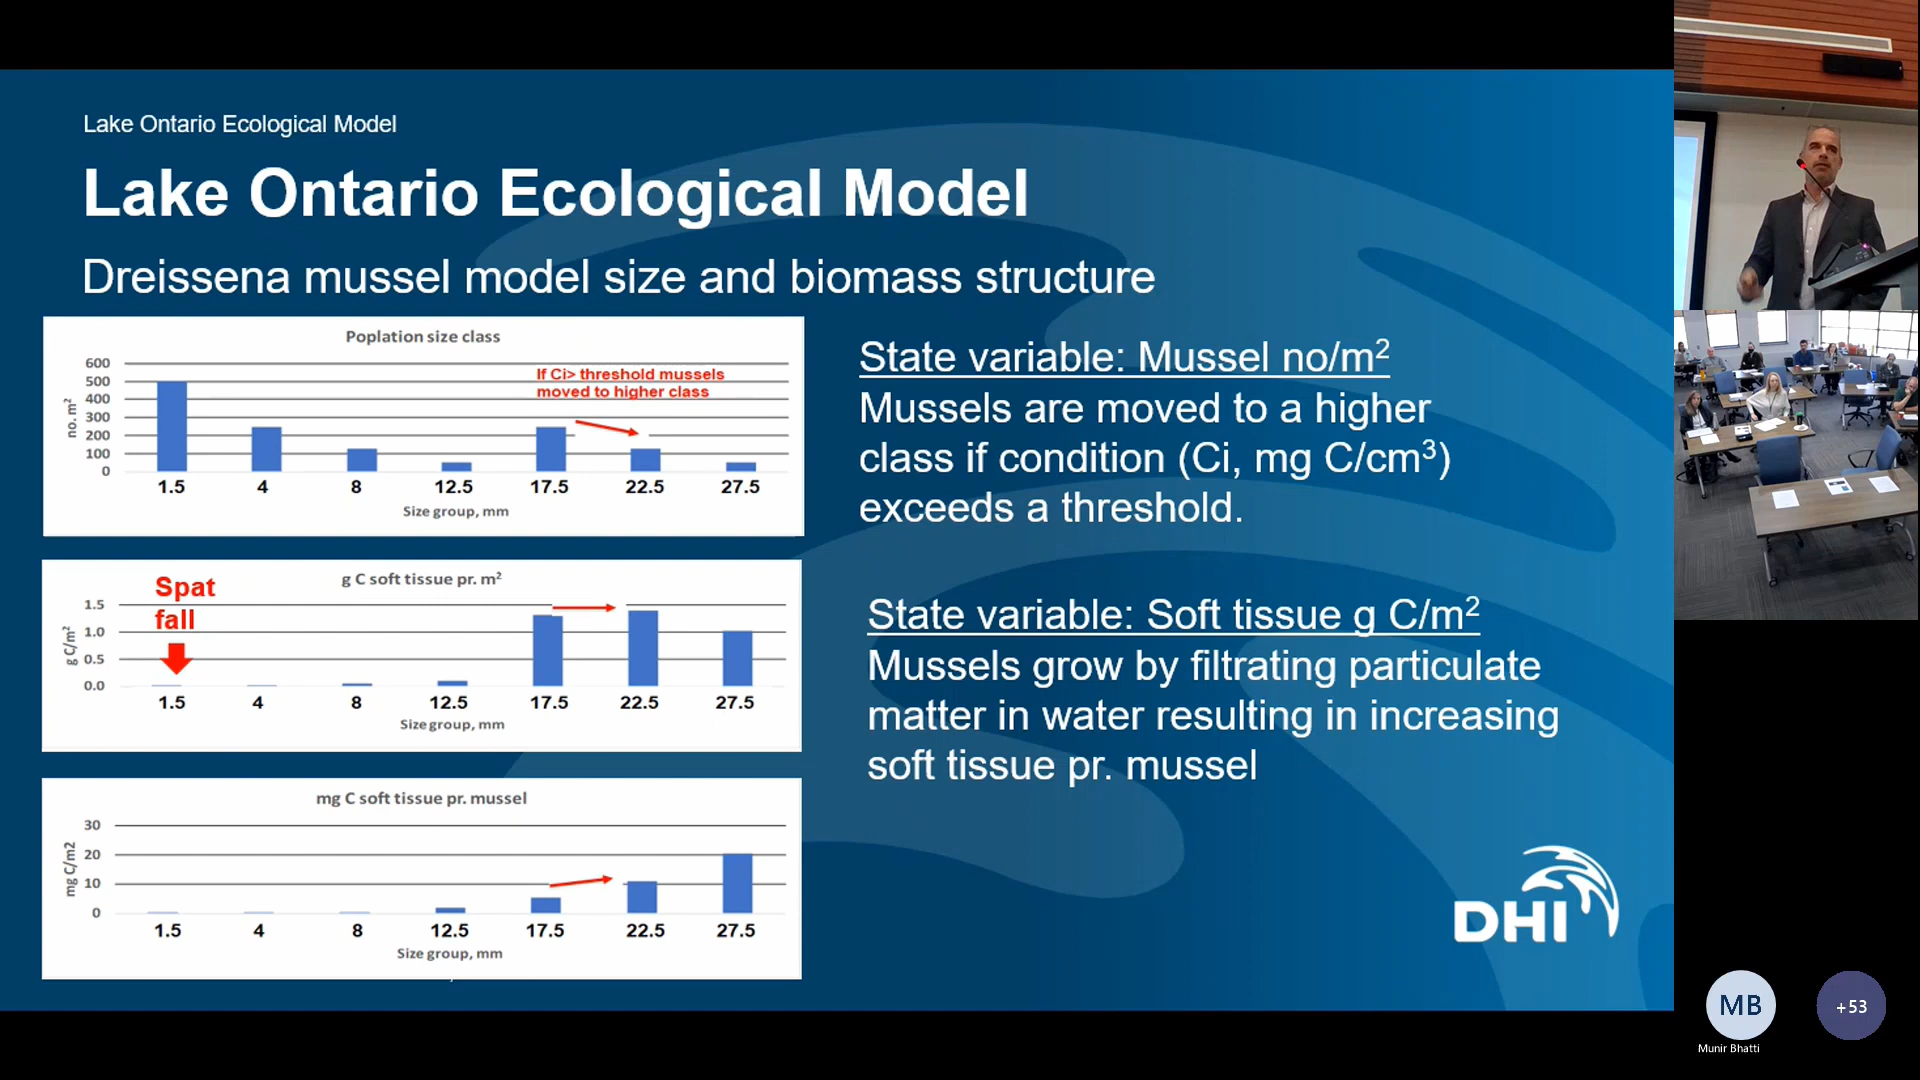 Lake Ontario Ecological Model
Lake Ontario Ecological Model
Dreissena mussel model size and biomass structure
Poplation size class
If Ci> threshold mussels
moved to higher class
no. m²
600
500
400
300
200
100
0
1.5 4 8 12.5 17.5 22.5 27.5
Size group, mm
g C soft tissue pr. m²
Spat
fall
g C/m²
1.5
1.0
0.5
0.0
1.5 4 8 12.5 17.5 22.5 27.5
Size group, mm
mg C soft tissue pr. mussel
mg C/m2
30
20
10
0
1.5 4 8 12.5 17.5 22.5 27.5
Size group, mm
State variable: Mussel no/m²
Mussels are moved to a higher
class if condition (Ci, mg C/cm³)
exceeds a threshold.
State variable: Soft tissue g C/m²
Mussels grow by filtrating particulate
matter in water resulting in increasing
soft tissue pr. mussel
DHI
MB
+53
Munir Bhatti